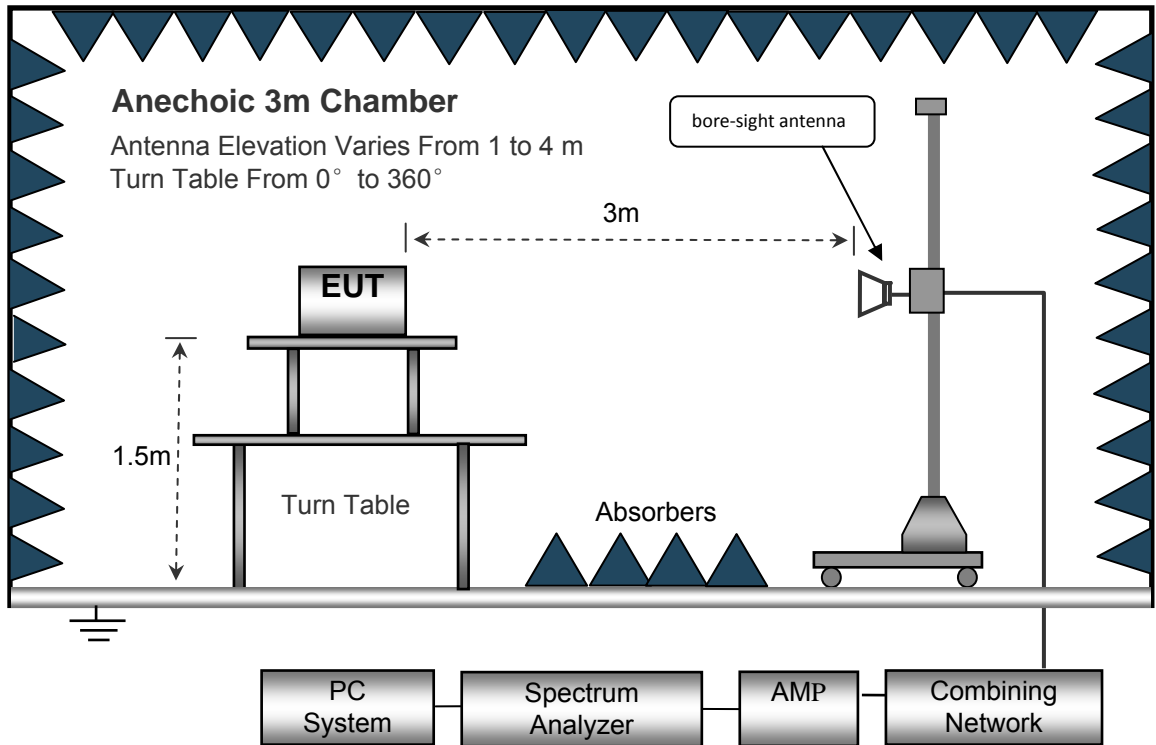 Anechoic 3m Chamber
Antenna Elevation Varies From 1 to 4 m
Turn Table From 0° to 360°
bore-sight antenna
3m
EUT
1.5m
Turn Table
Absorbers
PC
System
Spectrum
Analyzer
AMP
Combining
Network